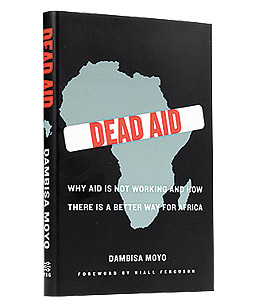 DEAD AID
DAMBISA MOYO
DEAD AID
WHY AID IS NOT WORKING AND HOW
THERE IS A BETTER WAY FOR AFRICA
DAMBISA MOYO
FOREWORD BY NIALL FERGUSON